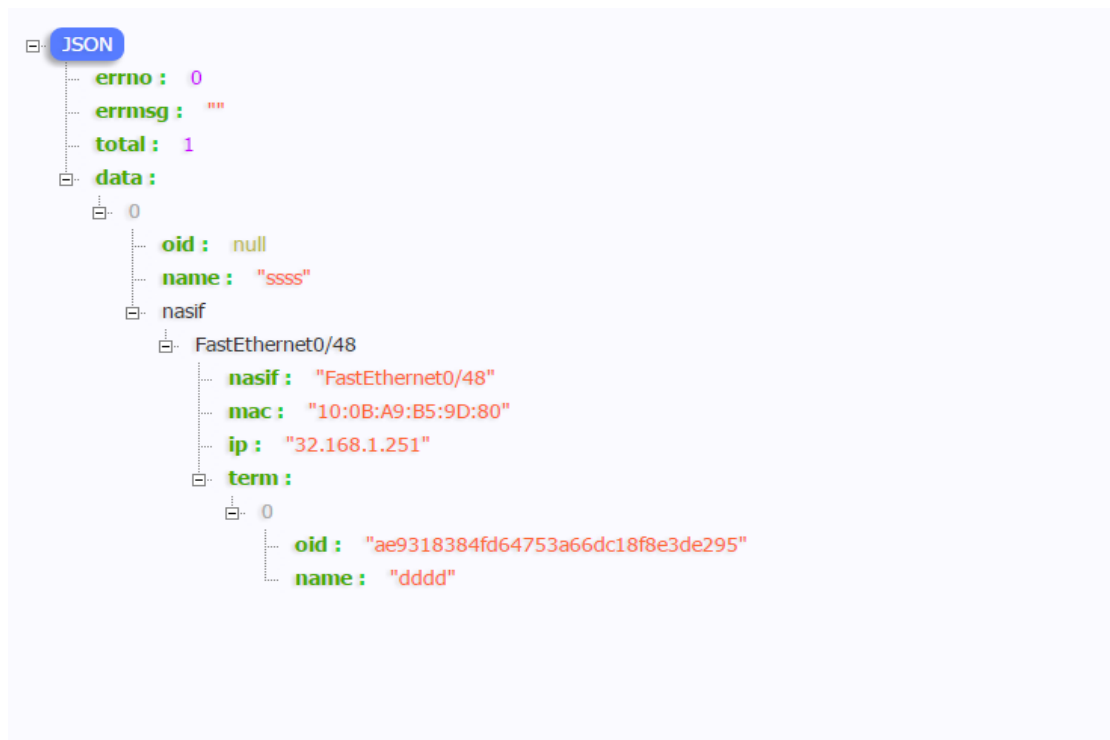 JSON
errno : 0
errmsg : ""
total : 1
data :
0
oid : null
name : "ssss"
nasif
FastEthernet0/48
nasif : "FastEthernet0/48"
mac : "10:0B:A9:B5:9D:80"
ip : "32.168.1.251"
term :
0
oid : "ae9318384fd64753a66dc18f8e3de295"
name : "dddd"